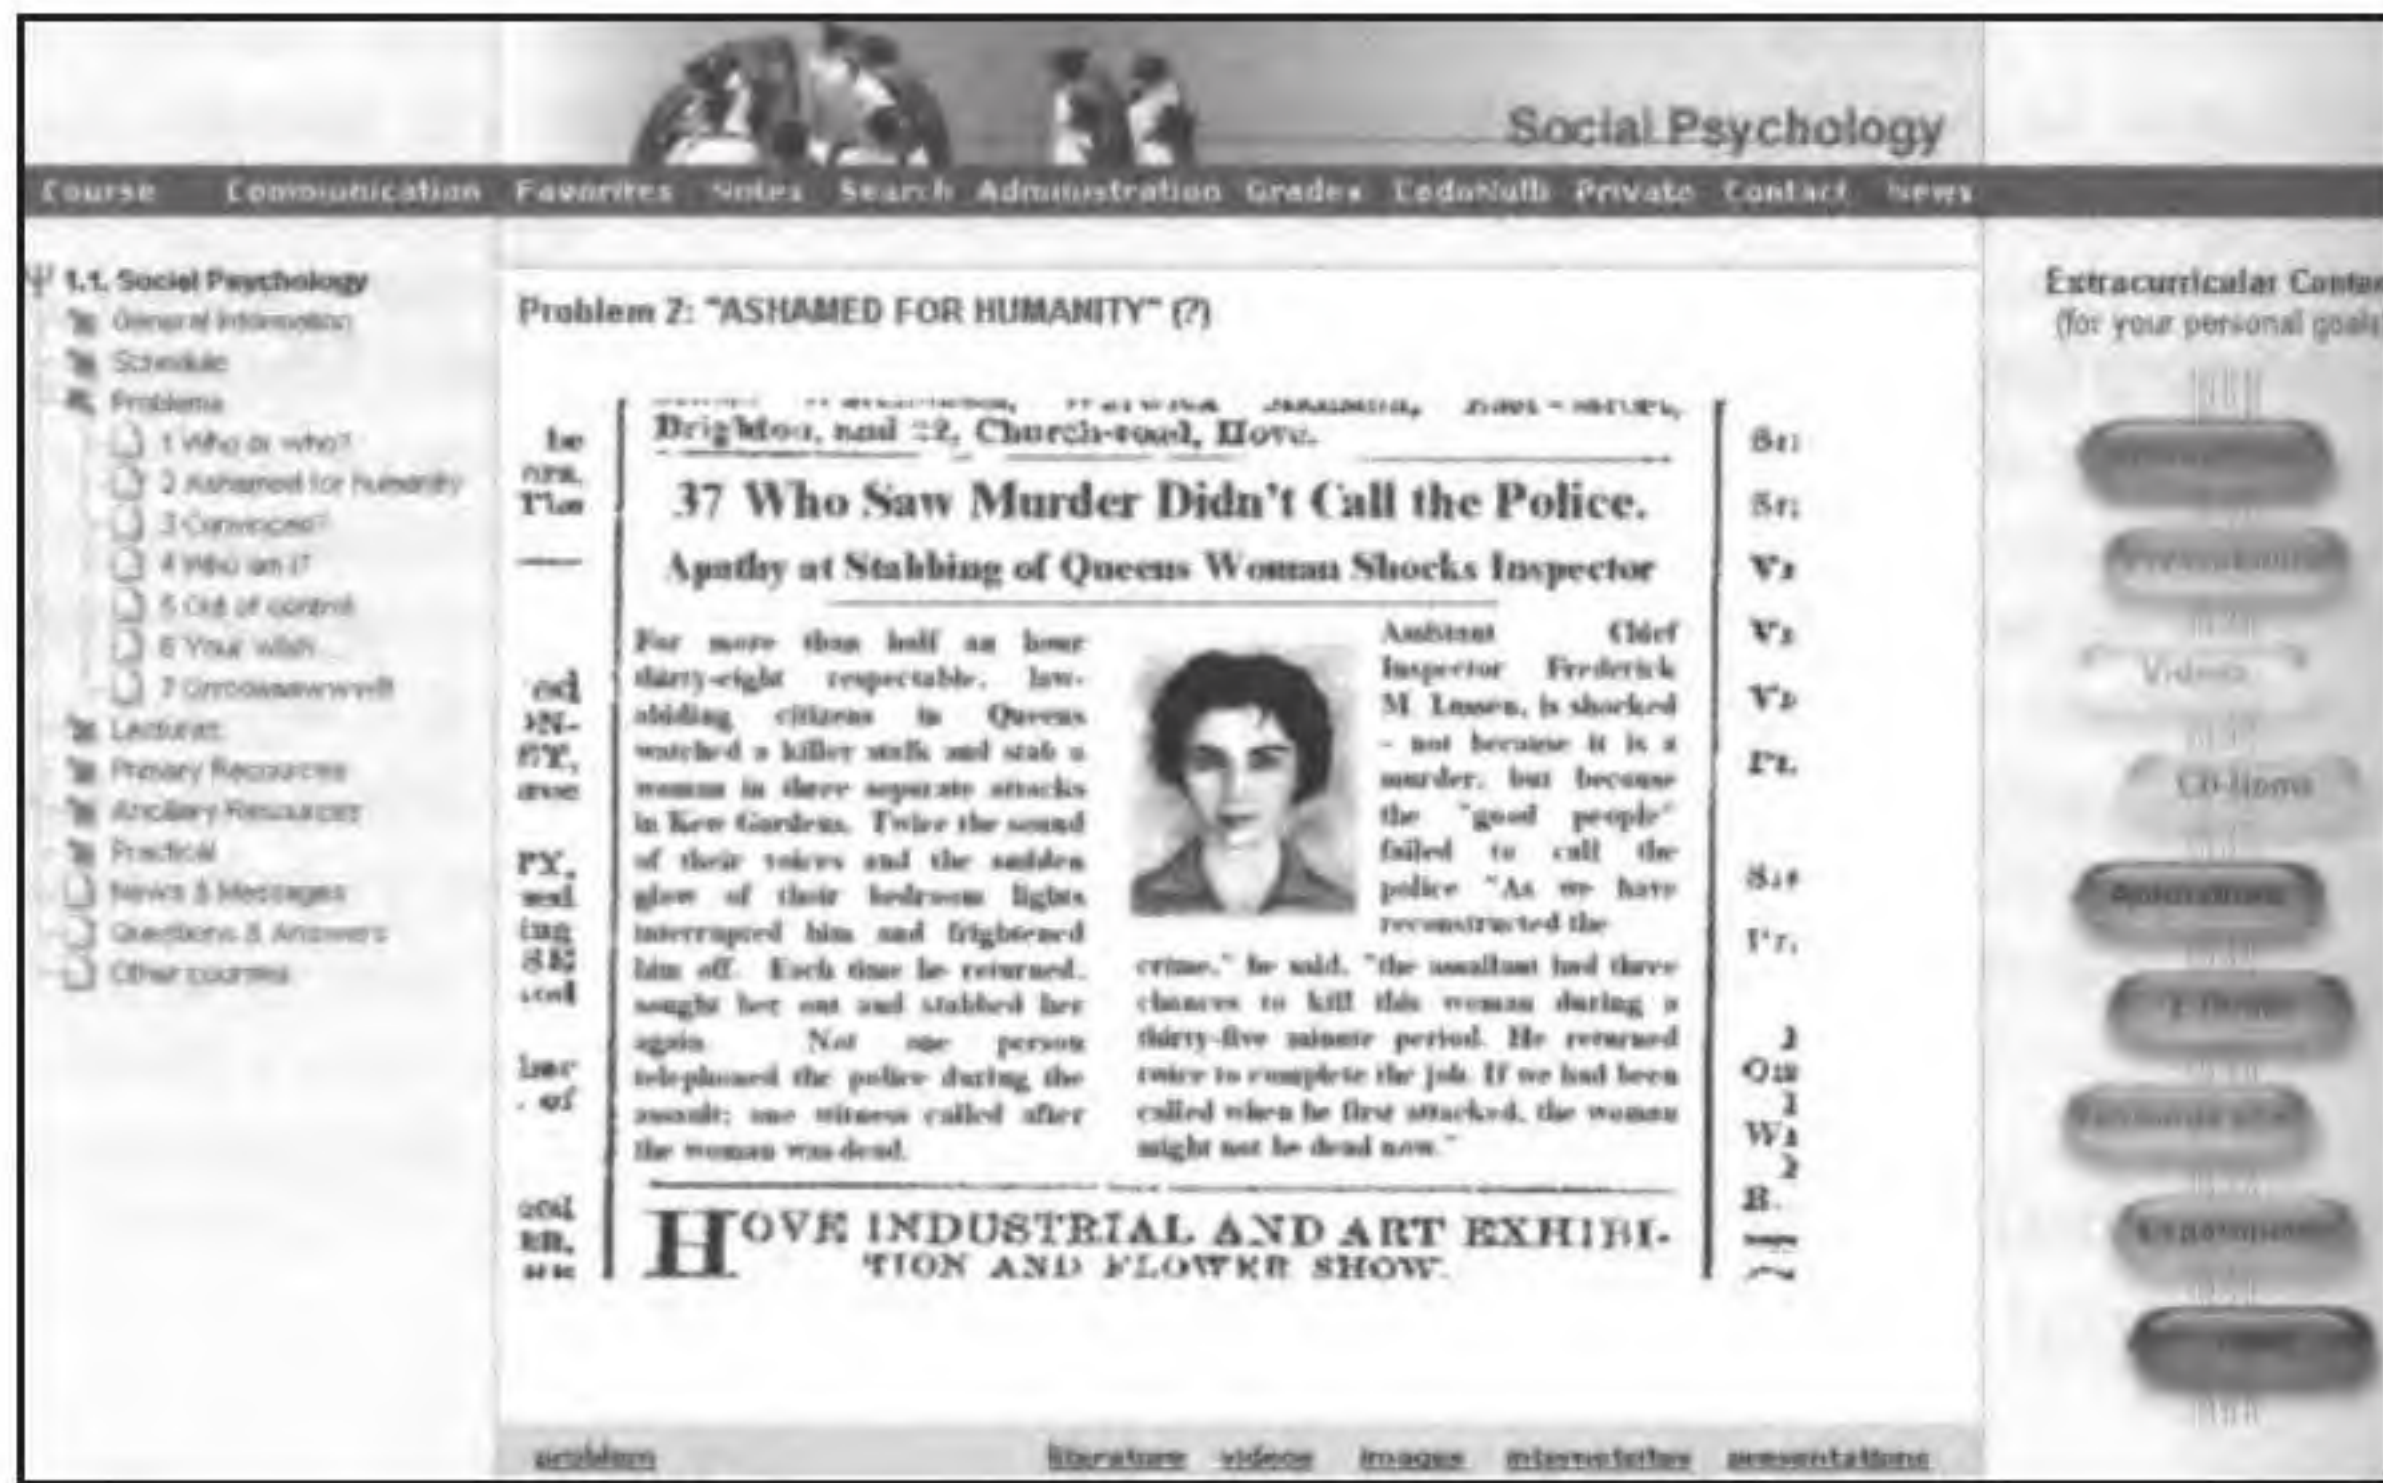 Social Psychology
Course Communication Favorites Notes Search Administration Grades Private Contact News
1.1. Social Psychology
General Information
Schedule
Problems
1 Who is who?
2 Ashamed for humanity
3 Convinced?
4 Who am I?
5 Out of control
6 Your wish...
Lectures
Primary Resources
Ancillary Resources
Practical
News & Messages
Questions & Answers
Other courses
Problem 2: "ASHAMED FOR HUMANITY" (?)
Brighton, and 22, Church-road, Hove.
37 Who Saw Murder Didn't Call the Police.
Apathy at Stabbing of Queens Woman Shocks Inspector
For more than half an hour
thirty-eight respectable, law-
abiding citizens in Queens
watched a killer stalk and stab a
woman in three separate attacks
in Kew Gardens. Twice the sound
of their voices and the sudden
glow of their bedroom lights
interrupted him and frightened
him off. Each time he returned,
sought her out and stabbed her
again. Not one person
telephoned the police during the
assault; one witness called after
the woman was dead.
Assistant Chief
Inspector Frederick
M. Lussen, is shocked
- not because it is a
murder, but because
the "good people"
failed to call the
police "As we have
reconstructed the
crime," he said, "the assailant had three
chances to kill this woman during a
thirty-five minute period. He returned
twice to complete the job. If we had been
called when he first attacked, the woman
might not be dead now."
HOVE INDUSTRIAL AND ART EXHIBI-
TION AND FLOWER SHOW.
problem literature videos images internetsites presentations
Extracurricular
(for your personal goals
Videos
Animations
Experiments